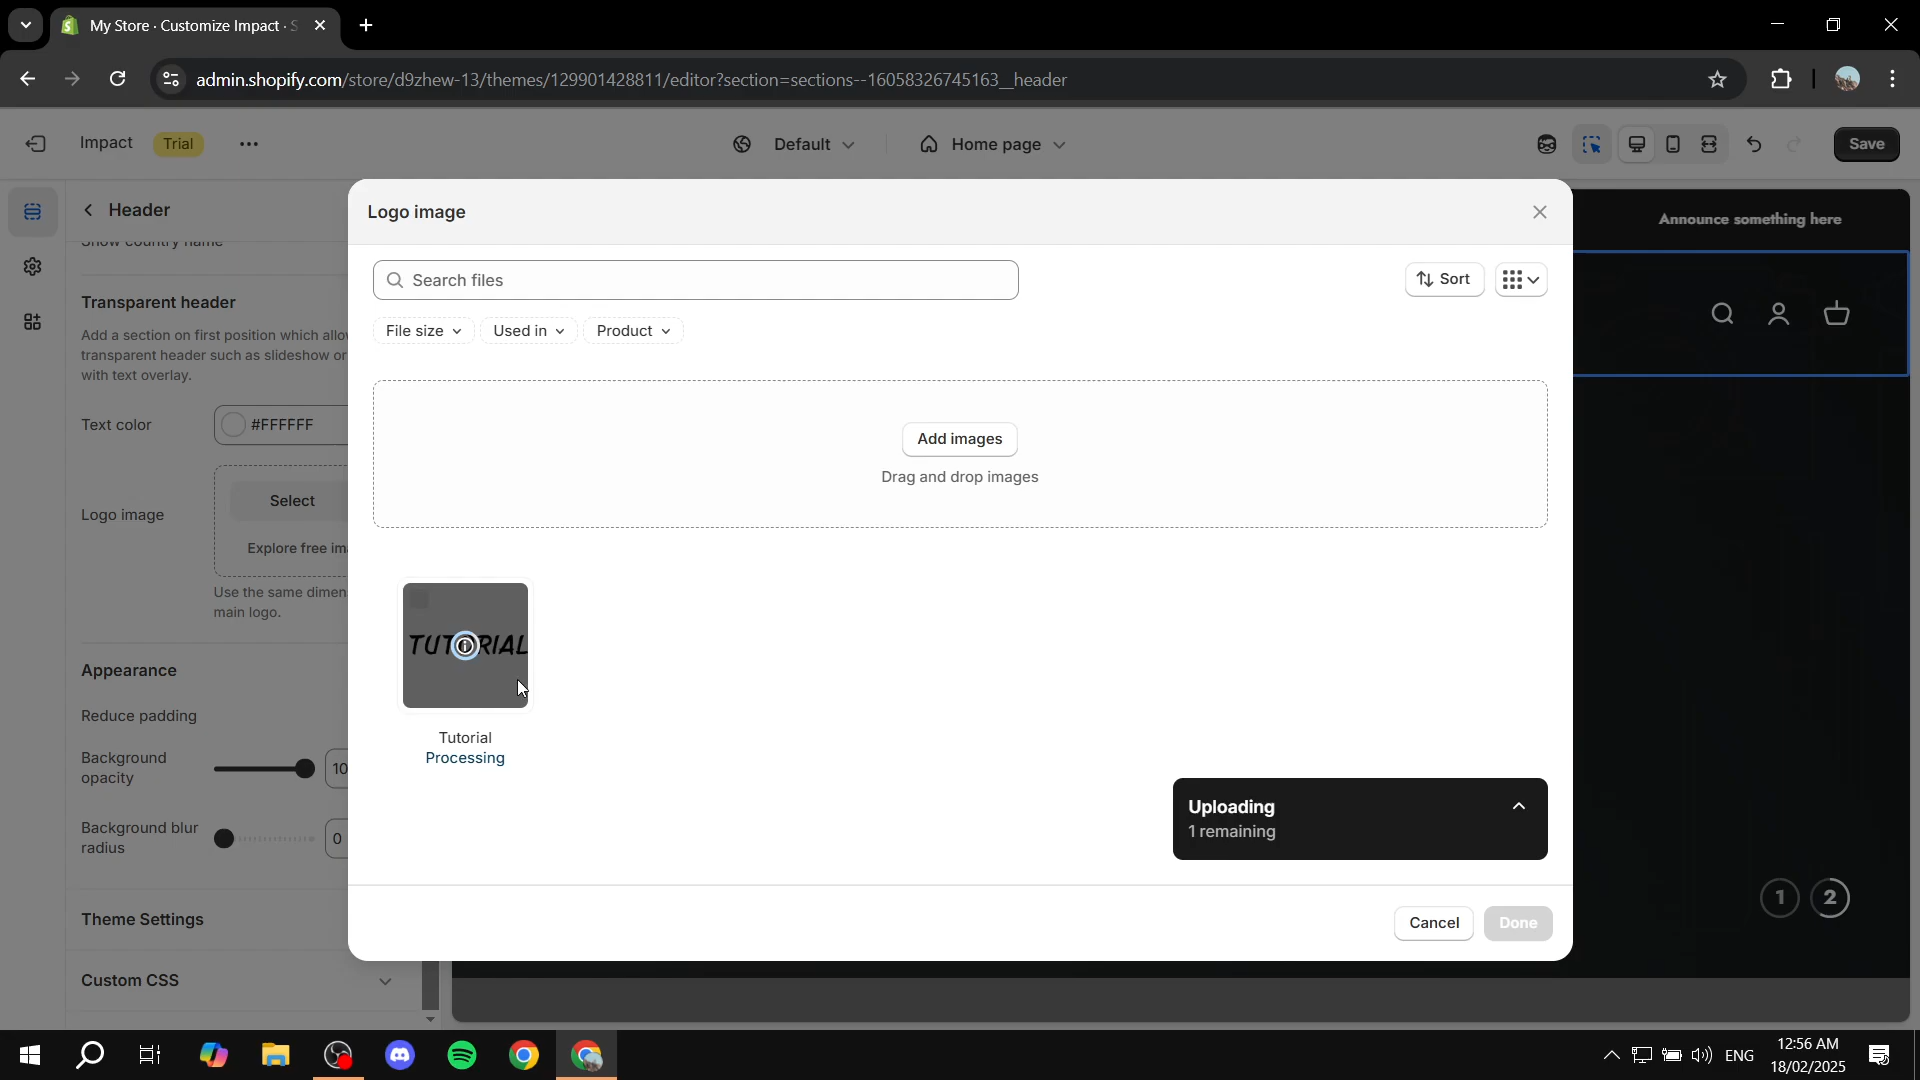 My Store · Customize Impact · S
admin.shopify.com/store/d9zhew-13/themes/129901428811/editor?section=sections--16058326745163__header
Impact
Trial
Default
Home page
Save
Header
Logo image
Announce something here
Search files
Sort
Show country name
Transparent header
File size
Used in
Product
Add a section on first position which allo
transparent header such as slideshow or
with text overlay.
Text color
#FFFFFF
Add images
Drag and drop images
Select
Logo image
Explore free ima
Use the same dimen
main logo.
TUTORIAL
Appearance
Reduce padding
Tutorial
Processing
Background
opacity
10
Uploading
1 remaining
Background blur
radius
0
1
2
Theme Settings
Cancel
Done
Custom CSS
ENG
12:56 AM
18/02/2025